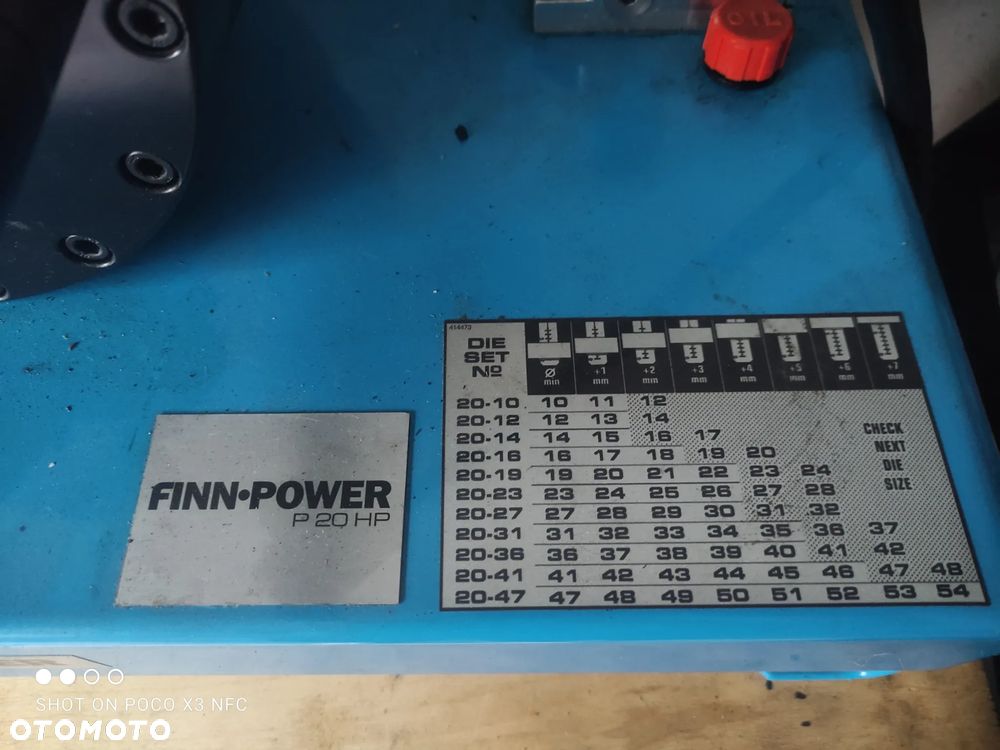 OIL
414473
DIE SET Nº
Ø min +1 mm +2 mm +3 mm +4 mm +5 mm +6 mm +7 mm
20-10 10 11 12
20-12 12 13 14
20-14 14 15 16 17
20-16 16 17 18 19 20
20-19 19 20 21 22 23 24
20-23 23 24 25 26 27 28
20-27 27 28 29 30 31 32
20-31 31 32 33 34 35 36 37
20-36 36 37 38 39 40 41 42
20-41 41 42 43 44 45 46 47 48
20-47 47 48 49 50 51 52 53 54
CHECK
NEXT
DIE
SIZE
FINN•POWER
P 20 HP
SHOT ON POCO X3 NFC
OTOMOTO